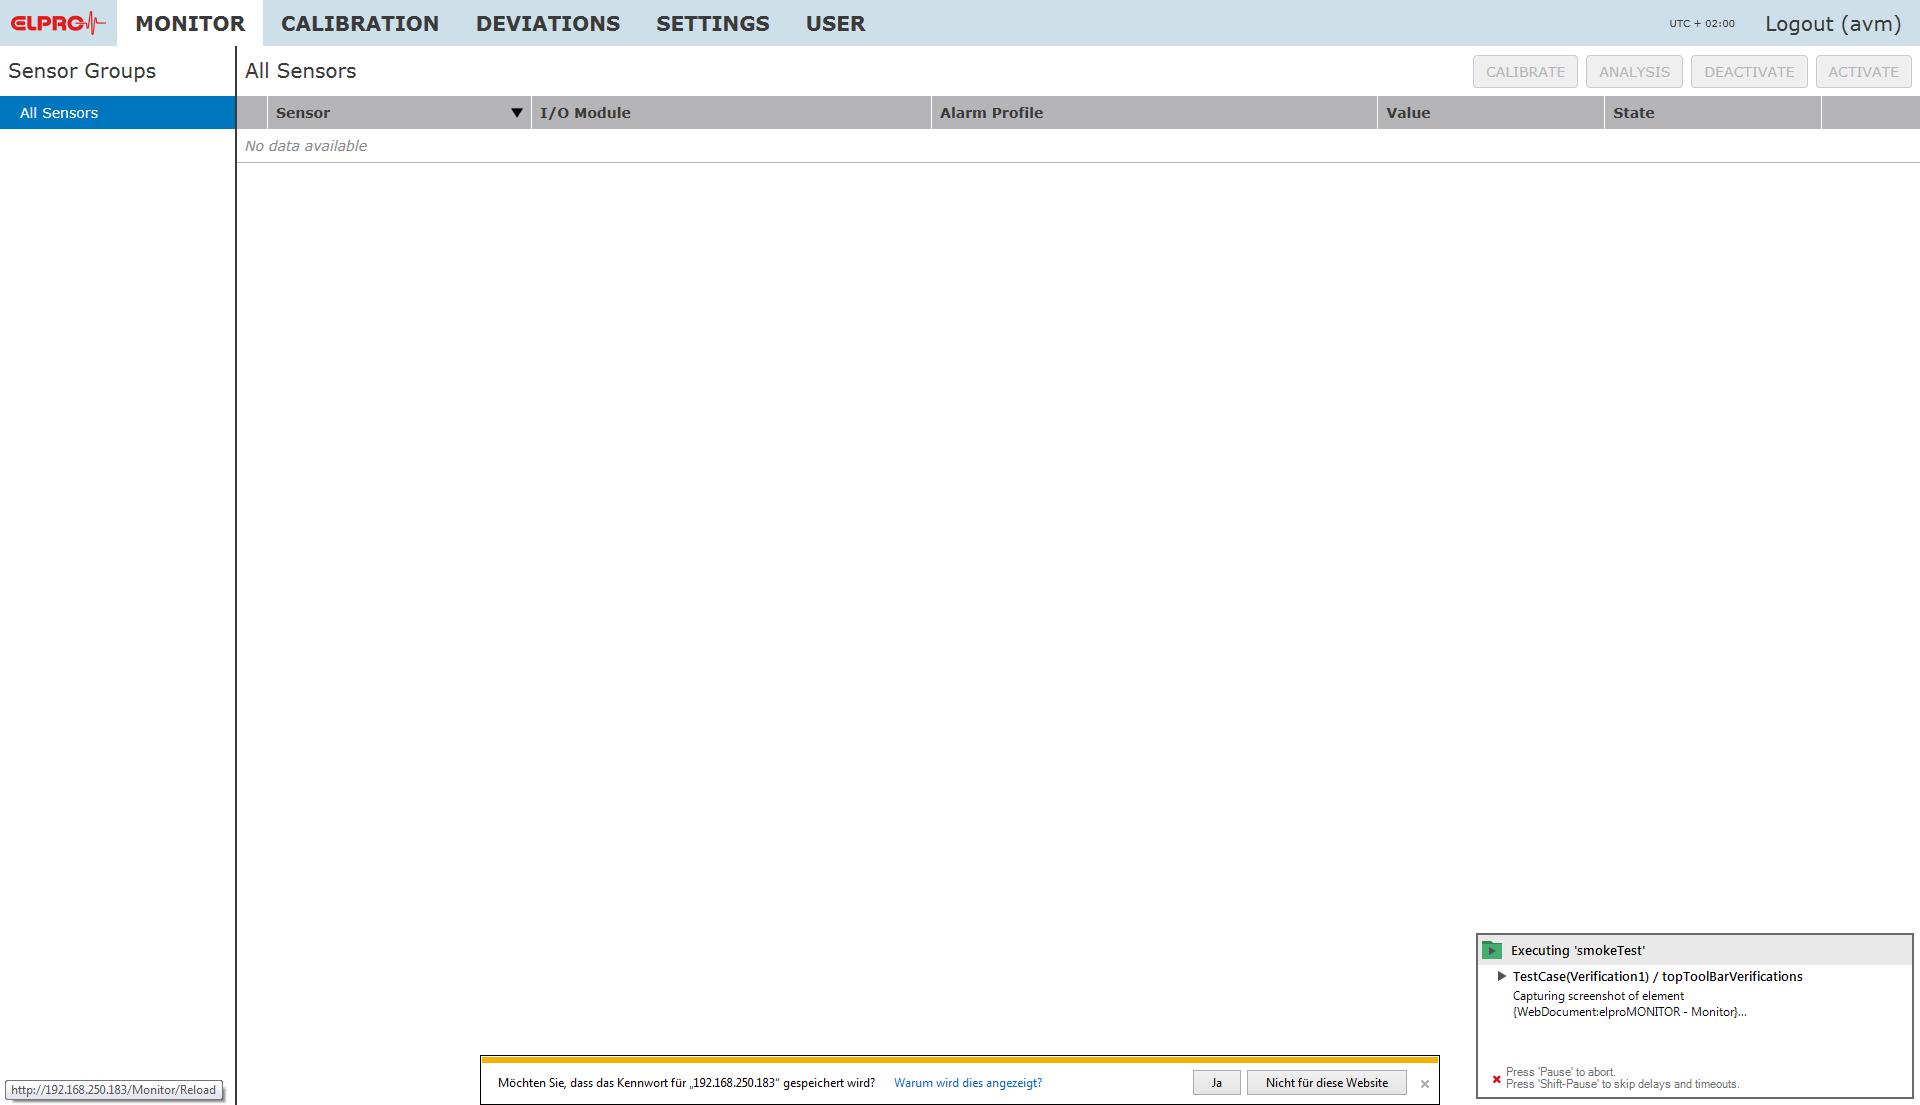 ELPRO MONITOR CALIBRATION DEVIATIONS SETTINGS USER UTC + 02:00 Logout (avm)
Sensor Groups
All Sensors
All Sensors CALIBRATE ANALYSIS DEACTIVATE ACTIVATE
Sensor I/O Module Alarm Profile Value State
No data available
Executing 'smokeTest'
TestCase(Verification1) / topToolBarVerifications
Capturing screenshot of element
{WebDocument:elproMONITOR - Monitor}...
Press 'Pause' to abort.
Press 'Shift-Pause' to skip delays and timeouts.
Möchten Sie, dass das Kennwort für „192.168.250.183“ gespeichert wird? Warum wird dies angezeigt? Ja Nicht für diese Website
http://192.168.250.183/Monitor/Reload